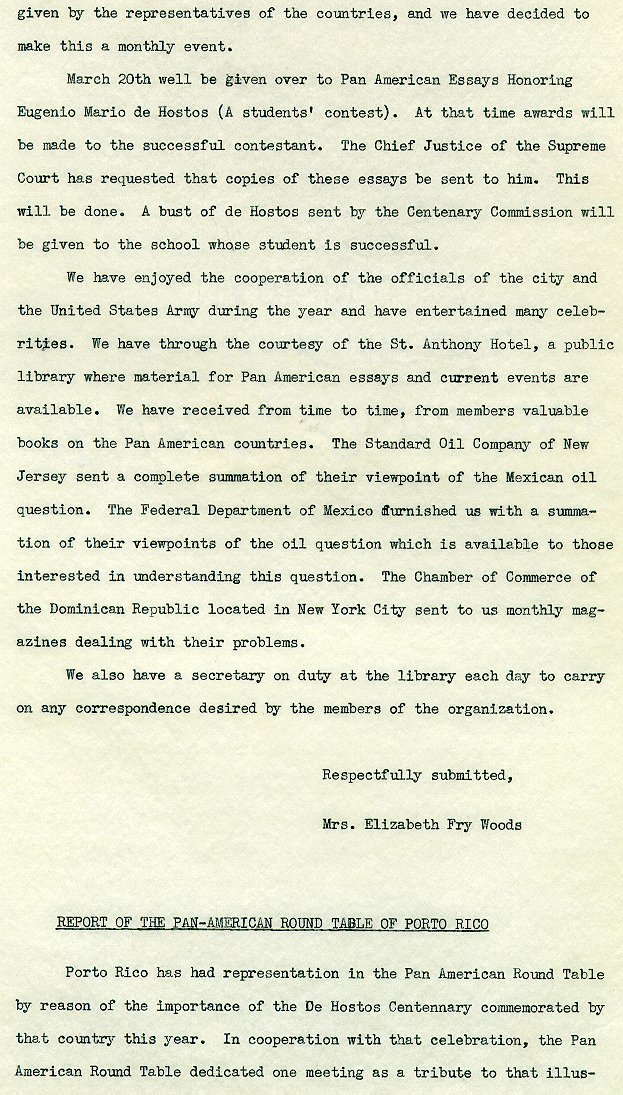 given by the representatives of the countries, and we have decided to
make this a monthly event.
March 20th well be given over to Pan American Essays Honoring
Eugenio Mario de Hostos (A students' contest). At that time awards will
be made to the successful contestant. The Chief Justice of the Supreme
Court has requested that copies of these essays be sent to him. This
will be done. A bust of de Hostos sent by the Centenary Commission will
be given to the school whose student is successful.
We have enjoyed the cooperation of the officials of the city and
the United States Army during the year and have entertained many celeb-
rities. We have through the courtesy of the St. Anthony Hotel, a public
library where material for Pan American essays and current events are
available. We have received from time to time, from members valuable
books on the Pan American countries. The Standard Oil Company of New
Jersey sent a complete summation of their viewpoint of the Mexican oil
question. The Federal Department of Mexico furnished us with a summa-
tion of their viewpoints of the oil question which is available to those
interested in understanding this question. The Chamber of Commerce of
the Dominican Republic located in New York City sent to us monthly mag-
azines dealing with their problems.
We also have a secretary on duty at the library each day to carry
on any correspondence desired by the members of the organization.
Respectfully submitted,
Mrs. Elizabeth Fry Woods
REPORT OF THE PAN-AMERICAN ROUND TABLE OF PORTO RICO
Porto Rico has had representation in the Pan American Round Table
by reason of the importance of the De Hostos Centennary commemorated by
that country this year. In cooperation with that celebration, the Pan
American Round Table dedicated one meeting as a tribute to that illus-